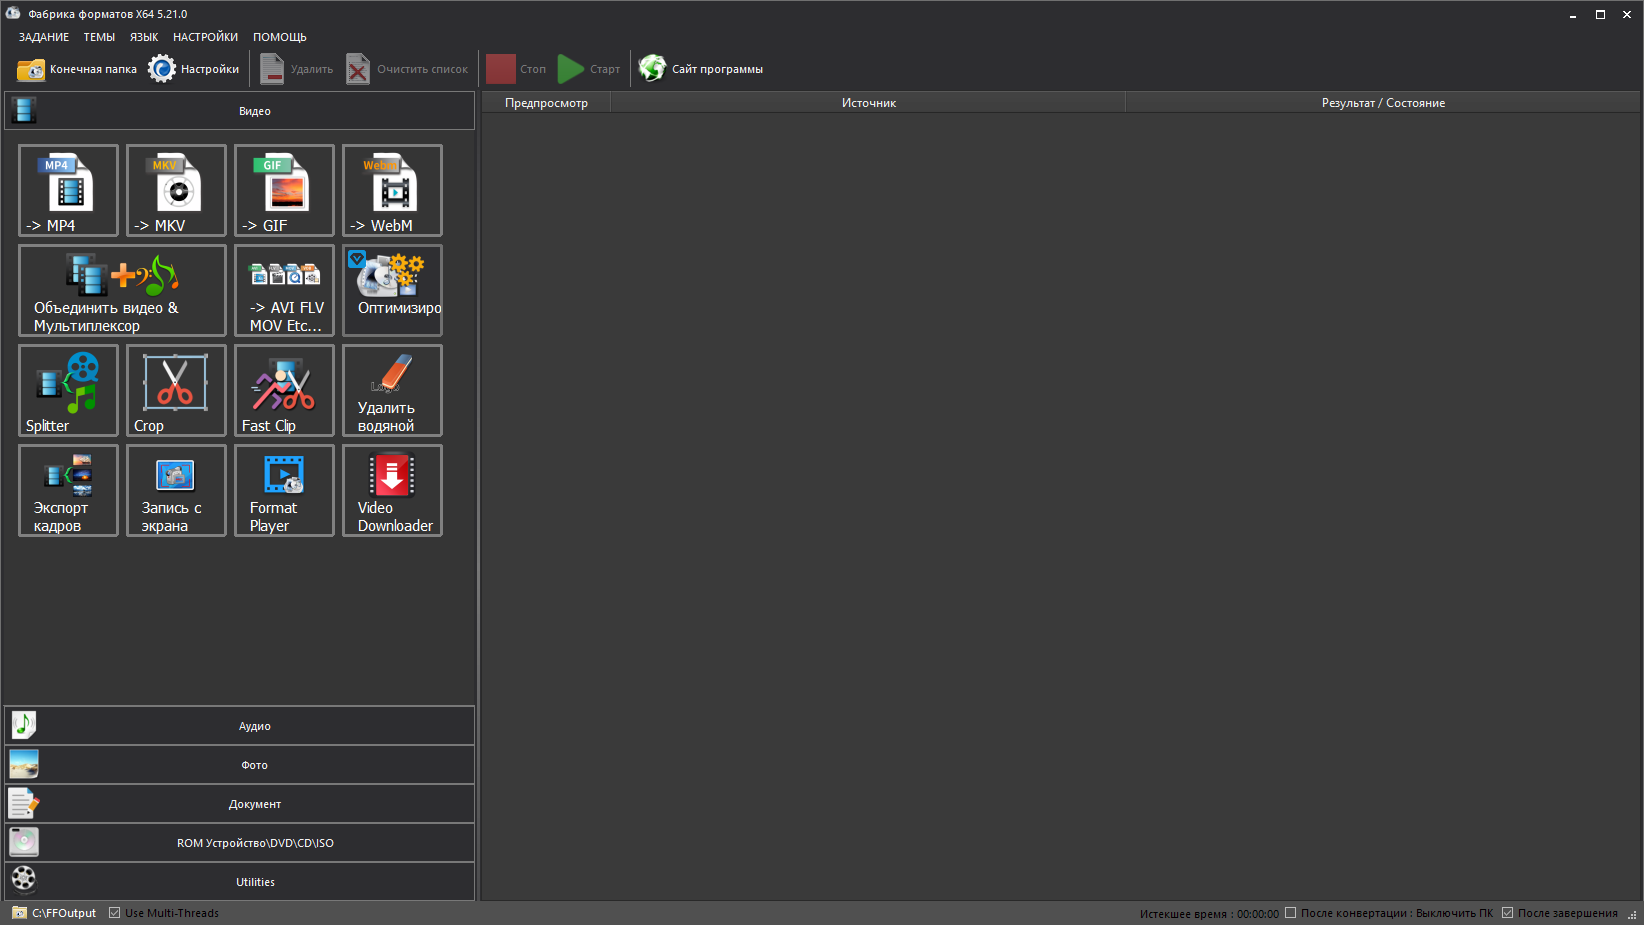 Фабрика форматов X64 5.21.0
ЗАДАНИЕ ТЕМЫ ЯЗЫК НАСТРОЙКИ ПОМОЩЬ
Конечная папка Настройки Удалить Очистить список Стоп Старт Сайт программы
Видео
Предпросмотр Источник Результат / Состояние
MP4 MKV GIF WebM
-> MP4 -> MKV -> GIF -> WebM
Объединить видео & Мультиплексор
-> AVI FLV MOV Etc...
Оптимизиро
Splitter
Crop
Fast Clip
Logo
Удалить водяной
Экспорт кадров
Запись с экрана
Format Player
Video Downloader
Аудио
Фото
Документ
ROM Устройство\DVD\CD\ISO
Utilities
C:\FFOutput Use Multi-Threads Истекшее время : 00:00:00 После конвертации : Выключить ПК После завершения